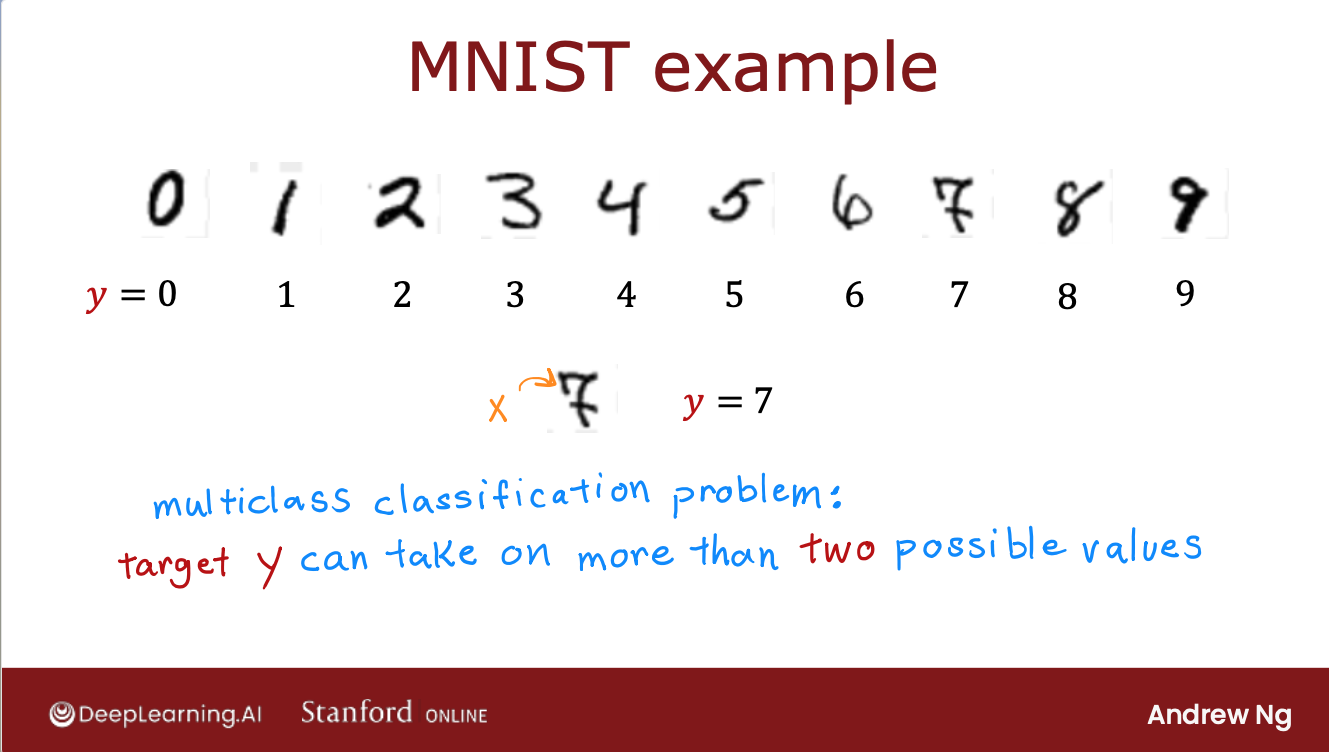 MNIST example
0 1 2 3 4 5 6 7 8 9
y = 0 1 2 3 4 5 6 7 8 9
x 7 y = 7
multiclass classification problem:
target y can take on more than two possible values
DeepLearning.AI Stanford ONLINE Andrew Ng